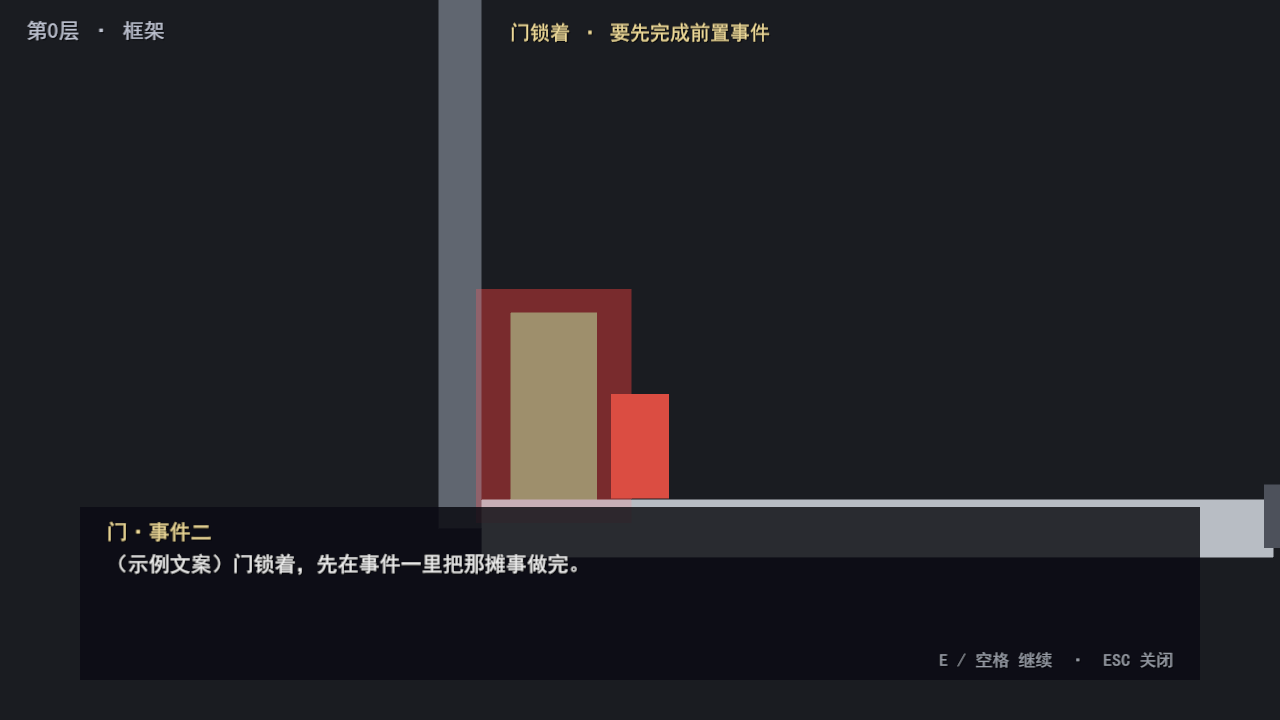 第0层 · 框架
门锁着 · 要先完成前置事件
门·事件二
（示例文案）门锁着，先在事件一里把那摊事做完。
E / 空格 继续 · ESC 关闭